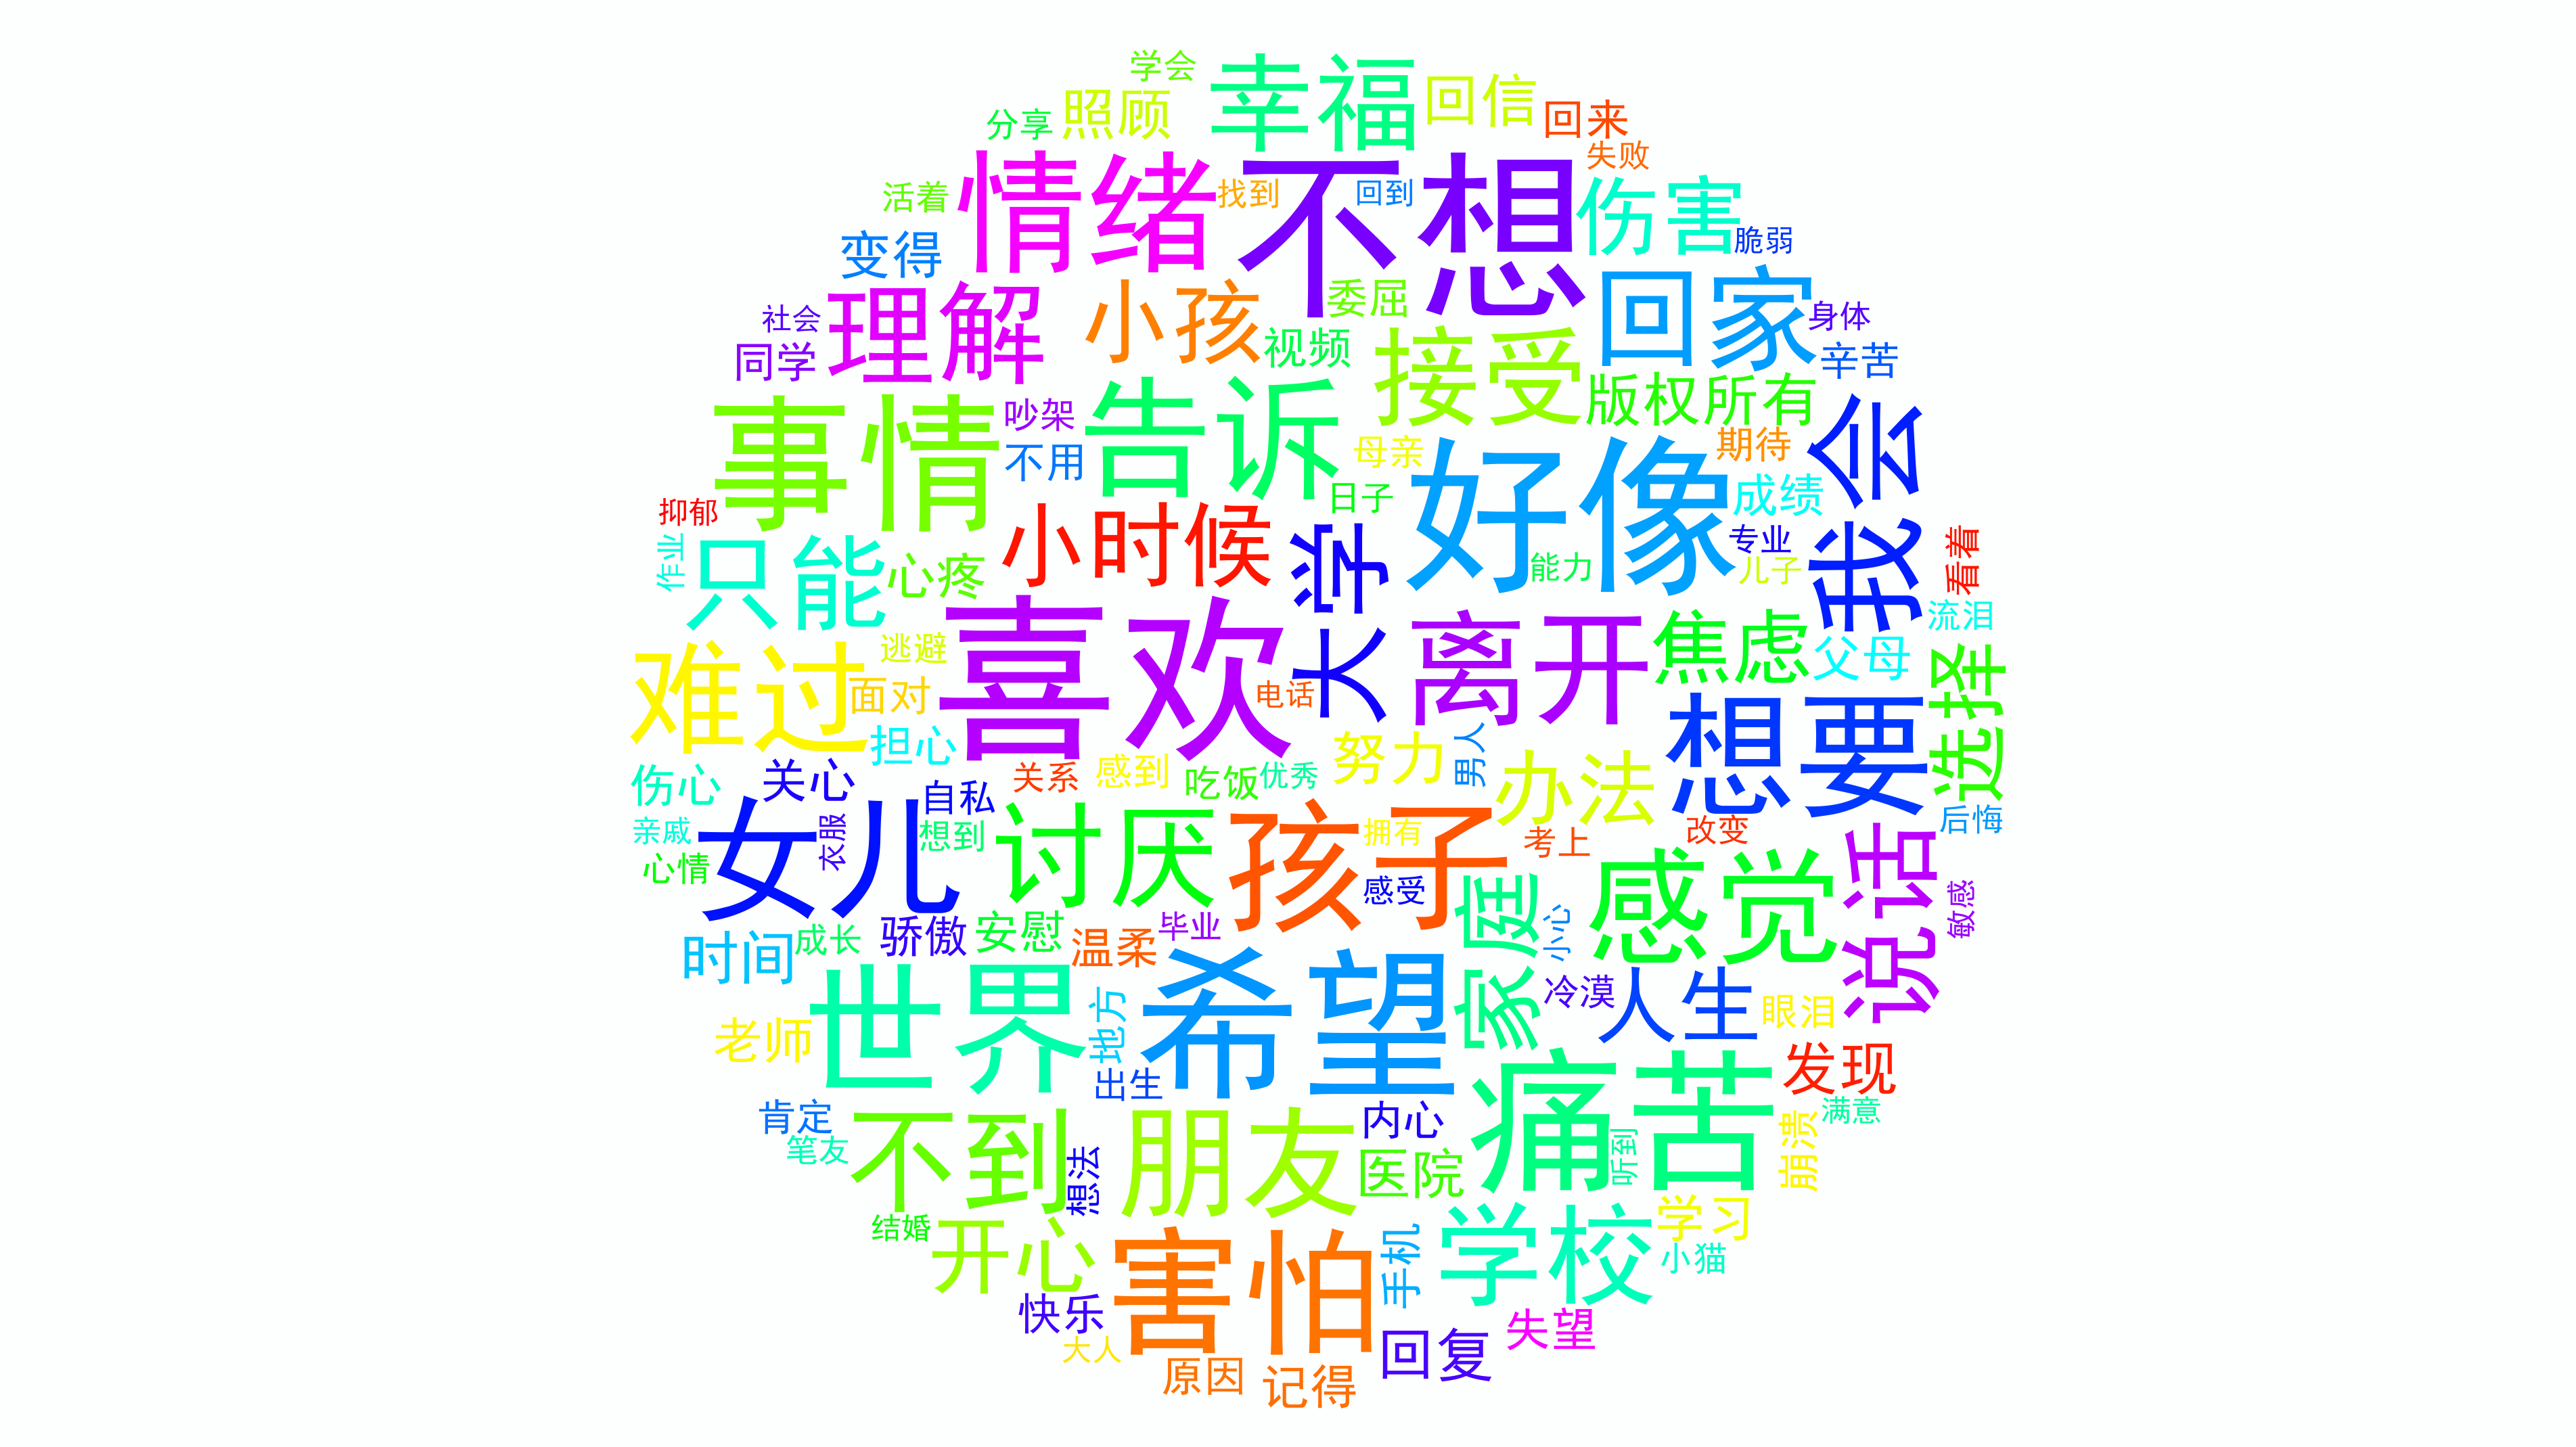 学会
幸福
回信
照顾
分享
回来
失败
情绪
不想
找到
回到
活着
伤害
变得
脆弱
理解
小孩
委屈
回家
社会
身体
同学
视频
接受
辛苦
事情
吵架
告诉
版权所有
不用
母亲
好像
期待
我会
抑郁
日子
成绩
小时候
大学
专业
看着
作业
只能
心疼
能力
儿子
流泪
难过
逃避
喜欢
离开
焦虑
父母
选择
面对
电话
担心
想要
伤心
关心
关系
感到
吃饭
优秀
努力
男人
办法
自私
亲戚
女儿
衣服
想到
讨厌
孩子
拥有
考上
改变
后悔
心情
感受
感觉
说话
敏感
时间
成长
骄傲
安慰
温柔
毕业
家庭
小心
老师
世界
地方
希望
冷漠
人生
眼泪
出生
发现
肯定
笔友
不到
想法
朋友
内心
医院
痛苦
听到
崩溃
满意
结婚
开心
害怕
手机
学校
学习
小猫
快乐
大人
原因
记得
回复
失望